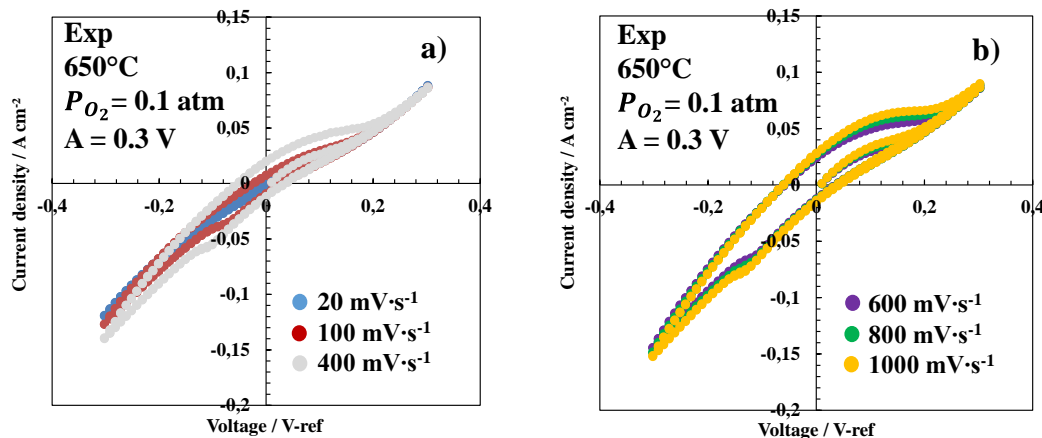 Exp
650°C
P_O₂ = 0.1 atm
A = 0.3 V
a)
0,15
0,1
0,05
0
-0,05
-0,1
-0,15
-0,2
-0,4
-0,2
0
0,2
0,4
Current density / A cm⁻²
Voltage / V-ref
20 mV·s⁻¹
100 mV·s⁻¹
400 mV·s⁻¹
Exp
650°C
P_O₂ = 0.1 atm
A = 0.3 V
b)
0,15
0,1
0,05
0
-0,05
-0,1
-0,15
-0,2
-0,4
-0,2
0
0,2
0,4
Current density / A cm⁻²
Voltage / V-ref
600 mV·s⁻¹
800 mV·s⁻¹
1000 mV·s⁻¹